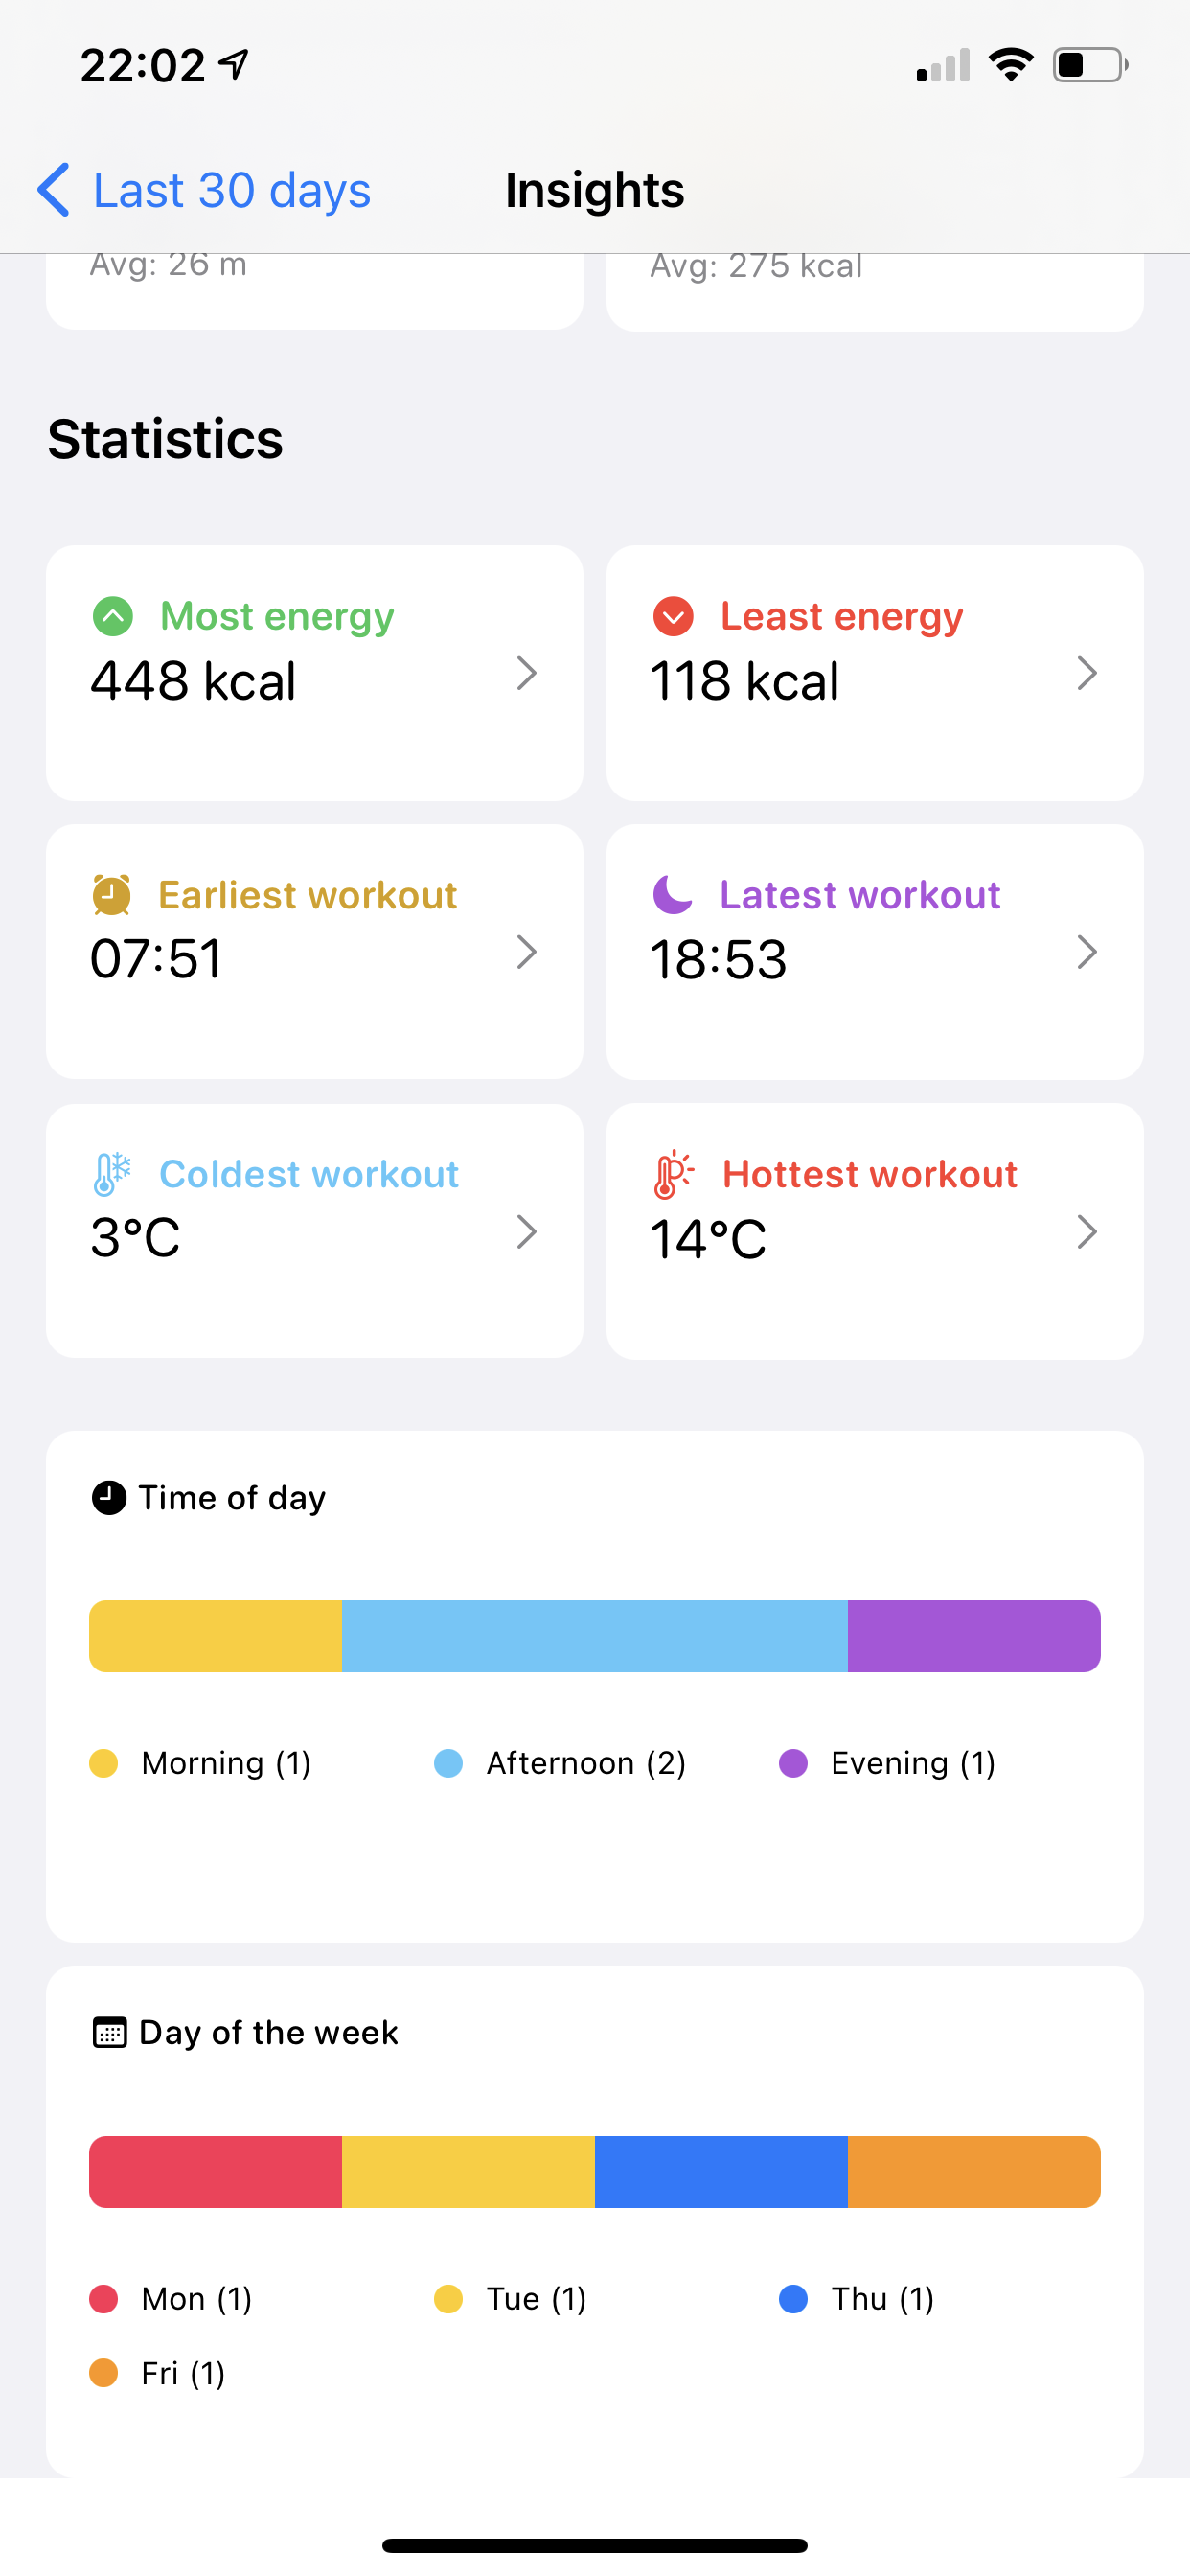 22:02
Last 30 days
Insights
Avg: 26 m
Avg: 275 kcal
Statistics
Most energy
448 kcal
Least energy
118 kcal
Earliest workout
07:51
Latest workout
18:53
Coldest workout
3°C
Hottest workout
14°C
Time of day
Morning (1)
Afternoon (2)
Evening (1)
Day of the week
Mon (1)
Tue (1)
Thu (1)
Fri (1)